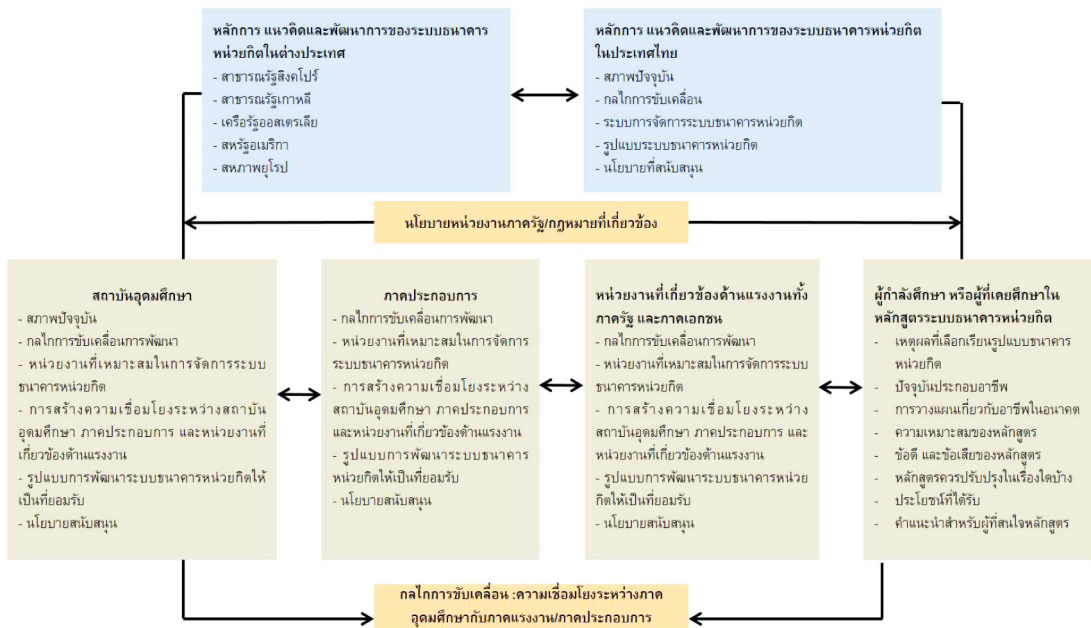 หลักการ แนวคิดและพัฒนาการของระบบธนาคาร
หน่วยกิตในต่างประเทศ
- สาธารณรัฐสิงคโปร์
- สาธารณรัฐเกาหลี
- เครือรัฐออสเตรเลีย
- สหรัฐอเมริกา
- สหภาพยุโรป
หลักการ แนวคิดและพัฒนาการของระบบธนาคารหน่วยกิต
ในประเทศไทย
- สภาพปัจจุบัน
- กลไกการขับเคลื่อน
- ระบบการจัดการระบบธนาคารหน่วยกิต
- รูปแบบระบบธนาคารหน่วยกิต
- นโยบายที่สนับสนุน
นโยบายหน่วยงานภาครัฐ/กฎหมายที่เกี่ยวข้อง
สถาบันอุดมศึกษา
- สภาพปัจจุบัน
- กลไกการขับเคลื่อนการพัฒนา
- หน่วยงานที่เหมาะสมในการจัดการระบบ
ธนาคารหน่วยกิต
- การสร้างความเชื่อมโยงระหว่างสถาบัน
อุดมศึกษา ภาคประกอบการ และหน่วยงานที่
เกี่ยวข้องด้านแรงงาน
- รูปแบบการพัฒนาระบบธนาคารหน่วยกิตให้
เป็นที่ยอมรับ
- นโยบายสนับสนุน
ภาคประกอบการ
- กลไกการขับเคลื่อนการพัฒนา
- หน่วยงานที่เหมาะสมในการจัดการ
ระบบธนาคารหน่วยกิต
- การสร้างความเชื่อมโยงระหว่าง
สถาบันอุดมศึกษา ภาคประกอบการ
และหน่วยงานที่เกี่ยวข้องด้านแรงงาน
- รูปแบบการพัฒนาระบบธนาคาร
หน่วยกิตให้เป็นที่ยอมรับ
- นโยบายสนับสนุน
หน่วยงานที่เกี่ยวข้องด้านแรงงานทั้ง
ภาครัฐ และภาคเอกชน
- กลไกการขับเคลื่อนการพัฒนา
- หน่วยงานที่เหมาะสมในการจัดการระบบ
ธนาคารหน่วยกิต
- การสร้างความเชื่อมโยงระหว่าง
สถาบันอุดมศึกษา ภาคประกอบการ และ
หน่วยงานที่เกี่ยวข้องด้านแรงงาน
- รูปแบบการพัฒนาระบบธนาคารหน่วย
กิตให้เป็นที่ยอมรับ
- นโยบายสนับสนุน
ผู้กำลังศึกษา หรือผู้ที่เคยศึกษาใน
หลักสูตรระบบธนาคารหน่วยกิต
- เหตุผลที่เลือกเรียนรูปแบบธนาคาร
หน่วยกิต
- ปัจจุบันประกอบอาชีพ
- การวางแผนเกี่ยวกับอาชีพในอนาคต
- ความเหมาะสมของหลักสูตร
- ข้อดี และข้อเสียของหลักสูตร
- หลักสูตรควรปรับปรุงในเรื่องใดบ้าง
- ประโยชน์ที่ได้รับ
- คำแนะนำสำหรับผู้ที่สนใจหลักสูตร
กลไกการขับเคลื่อน :ความเชื่อมโยงระหว่างภาค
อุดมศึกษากับภาคแรงงาน/ภาคประกอบการ